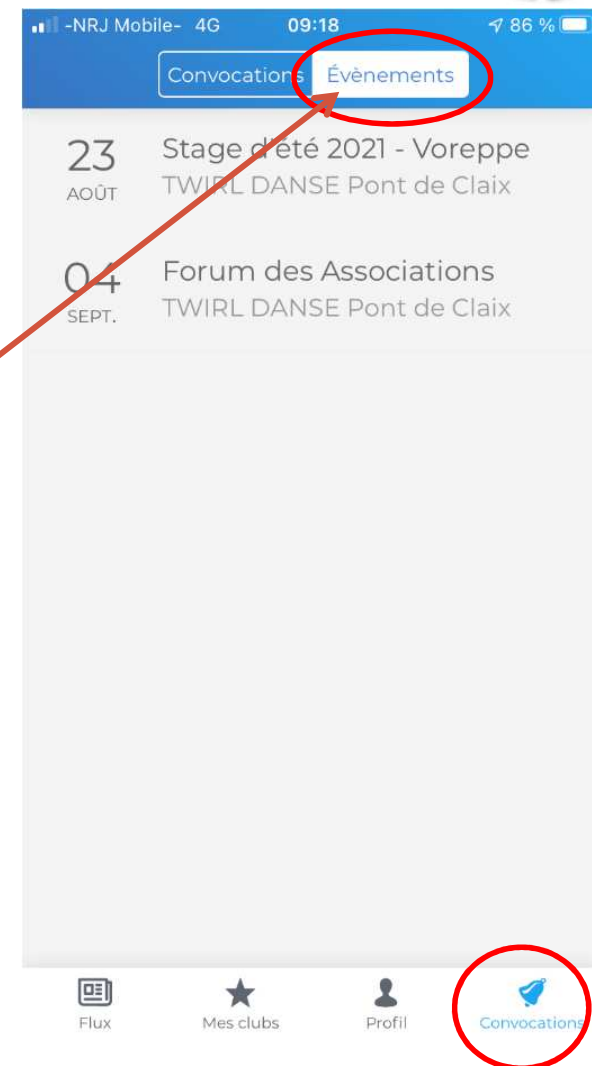 -NRJ Mobile- 4G 09:18 86 %
Convocations Évènements
23 Stage d'été 2021 - Voreppe
AOÛT TWIRL DANSE Pont de Claix
04 Forum des Associations
SEPT. TWIRL DANSE Pont de Claix
Flux Mes clubs Profil Convocations